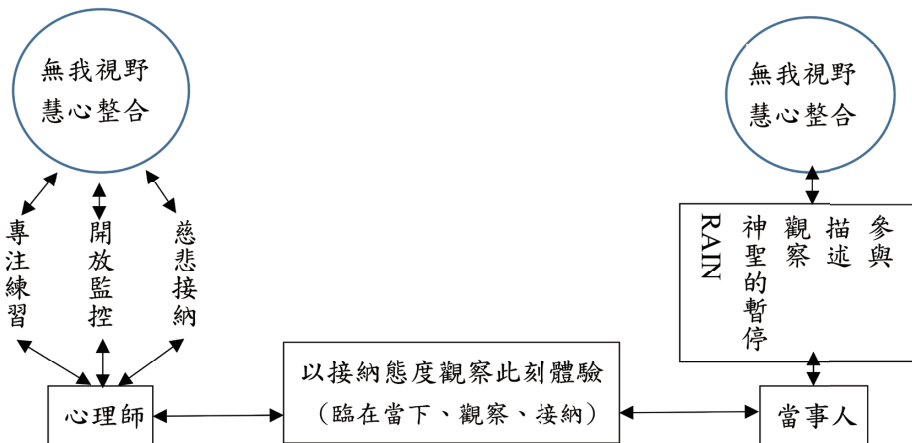 無我視野
慧心整合
無我視野
慧心整合
專注練習
開放監控
慈悲接納
參與
描述
觀察
神聖的暫停
RAIN
心理師
以接納態度觀察此刻體驗
（臨在當下、觀察、接納）
當事人